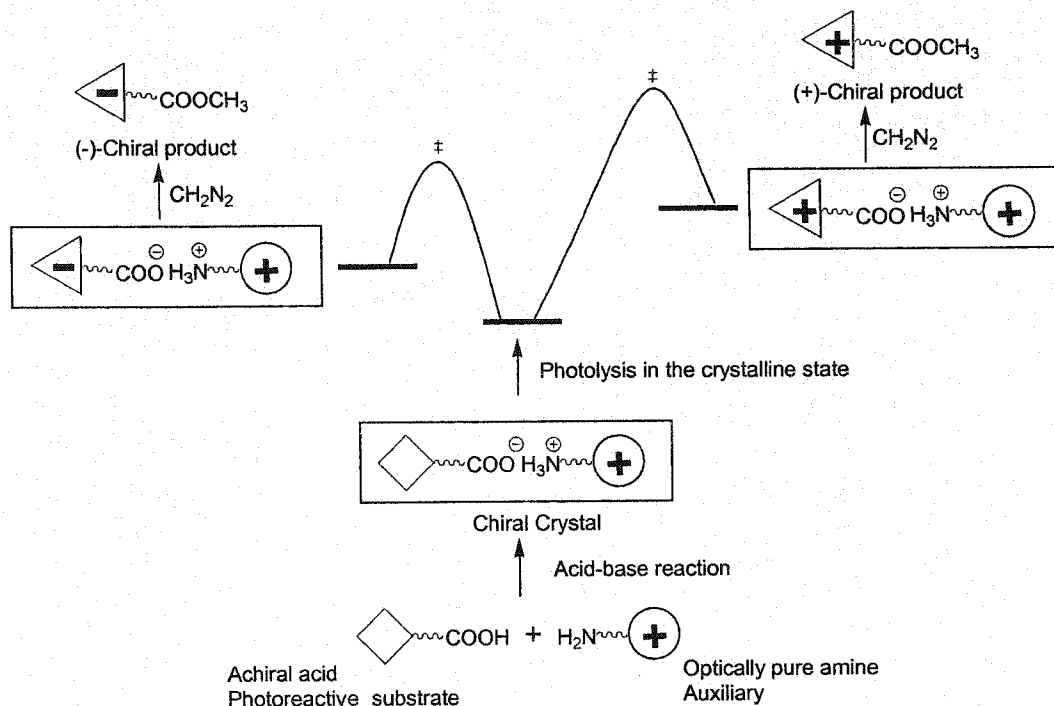 COOCH₃
(+)-Chiral product
CH₂N₂
COO⊖ H₃N⊕ +
‡
‡
COOCH₃
(-)-Chiral product
CH₂N₂
COO⊖ H₃N⊕ +
Photolysis in the crystalline state
COO⊖ H₃N⊕ +
Chiral Crystal
Acid-base reaction
COOH + H₂N +
Achiral acid
Photoreactive substrate
Optically pure amine
Auxiliary